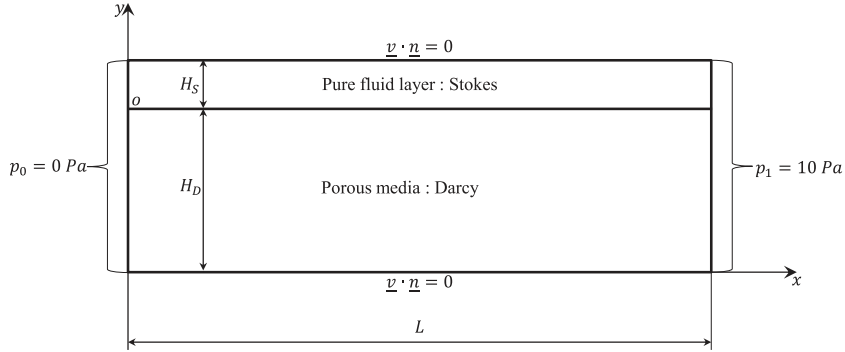 y
v · n = 0
H_S
Pure fluid layer : Stokes
o
p_0 = 0 Pa
p_1 = 10 Pa
H_D
Porous media : Darcy
v · n = 0
x
L